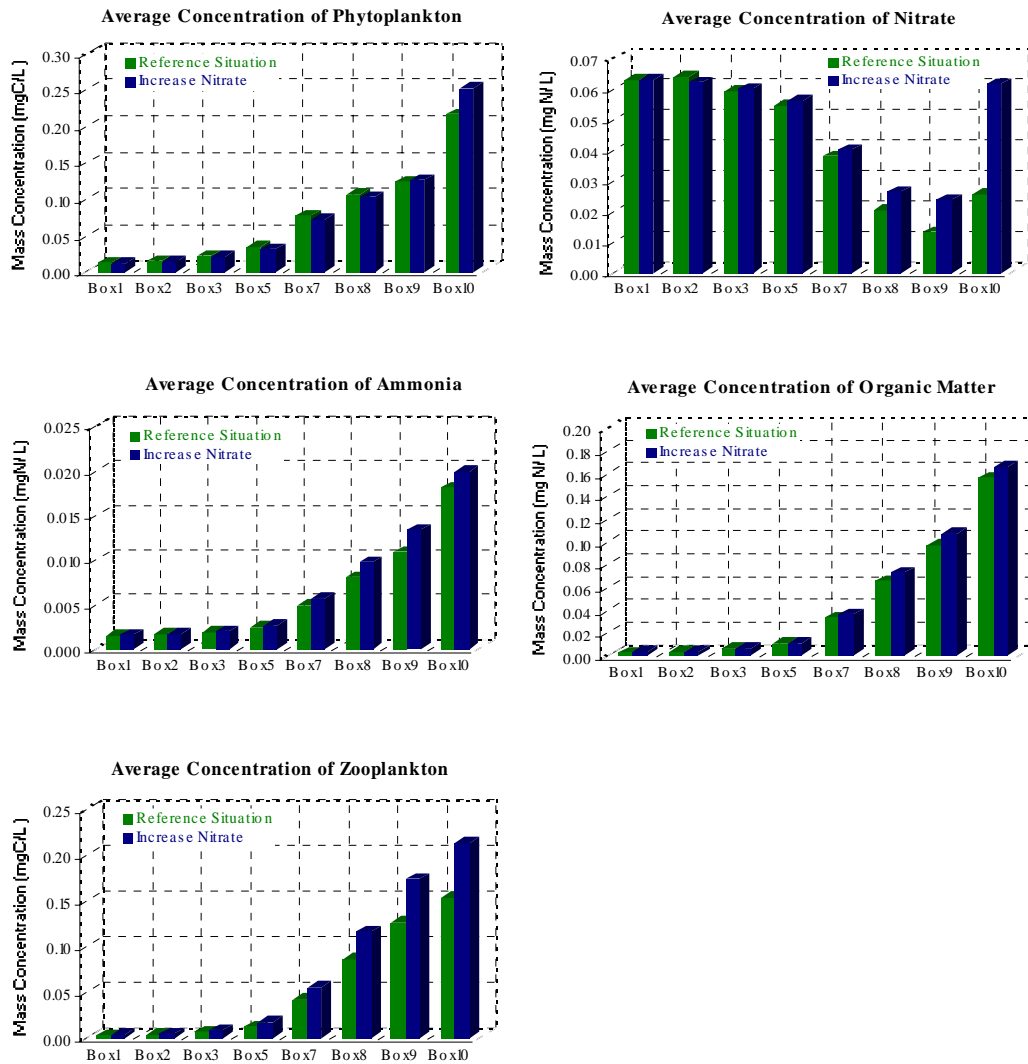 Average Concentration of Phytoplankton
Mass Concentration (mgC/L)
0.30
0.25
0.20
0.15
0.10
0.05
0.00
Reference Situation
Increase Nitrate
Box1 Box2 Box3 Box5 Box7 Box8 Box9 Box10
Average Concentration of Nitrate
Mass Concentration (mg N/L)
0.07
0.06
0.05
0.04
0.03
0.02
0.01
0.00
Reference Situation
Increase Nitrate
Box1 Box2 Box3 Box5 Box7 Box8 Box9 Box10
Average Concentration of Ammonia
Mass Concentration (mgN/L)
0.025
0.020
0.015
0.010
0.005
0.000
Reference Situation
Increase Nitrate
Box1 Box2 Box3 Box5 Box7 Box8 Box9 Box10
Average Concentration of Organic Matter
Mass Concentration (mg N/L)
0.20
0.18
0.16
0.14
0.12
0.10
0.08
0.06
0.04
0.02
0.00
Reference Situation
Increase Nitrate
Box1 Box2 Box3 Box5 Box7 Box8 Box9 Box10
Average Concentration of Zooplankton
Mass Concentration (mgC/L)
0.25
0.20
0.15
0.10
0.05
0.00
Reference Situation
Increase Nitrate
Box1 Box2 Box3 Box5 Box7 Box8 Box9 Box10